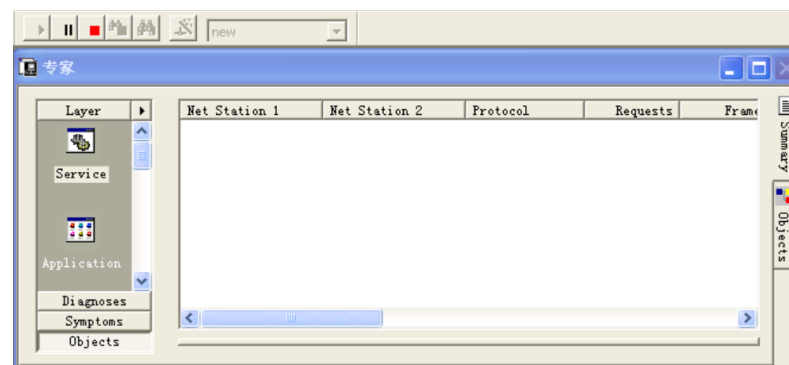 new
专家
Layer
Net Station 1 Net Station 2 Protocol Requests Frame
Service
Application
Diagnoses
Symptoms
Objects
Summary
Objects